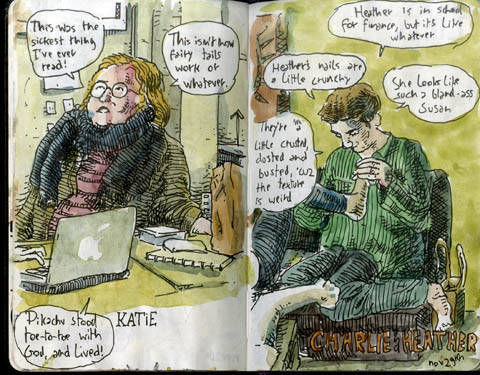 This was the
sickest thing
I've ever
read!
This isn't how
fairy tails
work or
whatever.
Pikachu stood
toe-to-toe with
God, and Lived!
KATIE
Heather is in school
for finance, but it's like
whatever
Heather's nails are a
little crunchy
She looks like
such a bland-ass
Susan
They're a
little crusted,
dusted and
busted, 'cuz
the texture
is weird
CHARLIE HEATHER
nov 29th